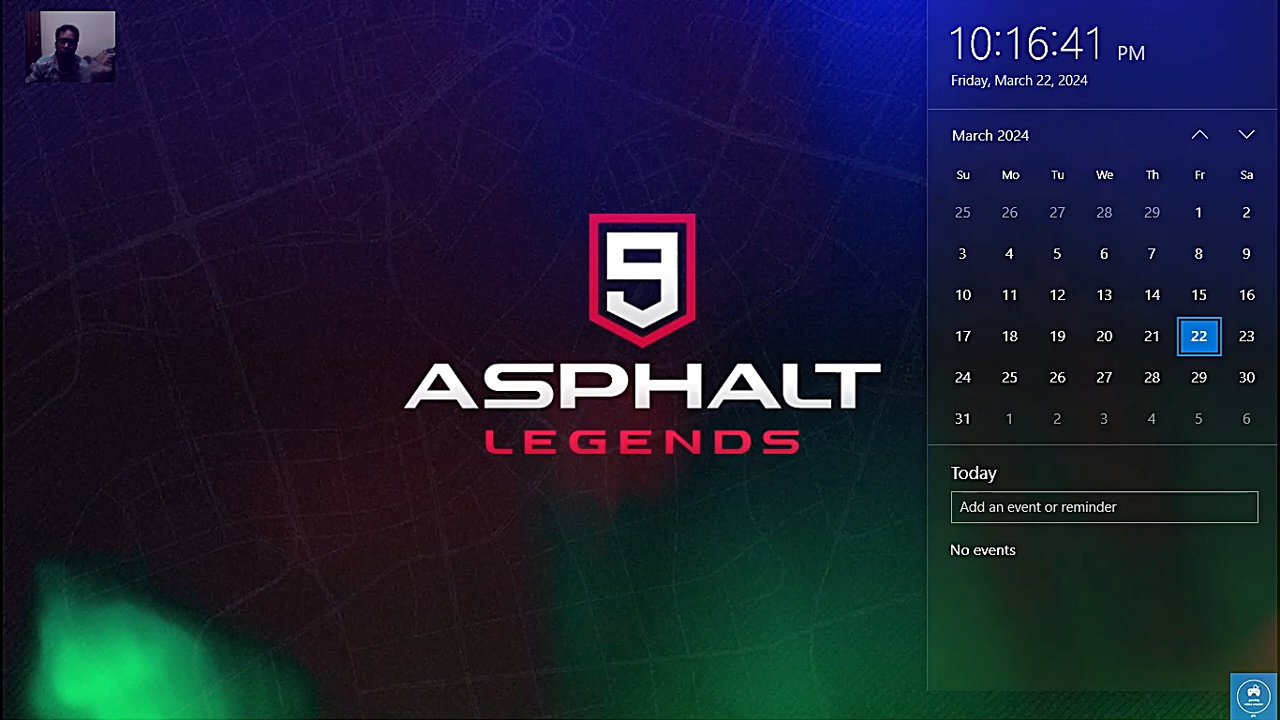 10:16:41 PM
Friday, March 22, 2024
March 2024
Su Mo Tu We Th Fr Sa
25 26 27 28 29 1 2
3 4 5 6 7 8 9
10 11 12 13 14 15 16
17 18 19 20 21 22 23
24 25 26 27 28 29 30
31 1 2 3 4 5 6
9
ASPHALT
LEGENDS
Today
Add an event or reminder
No events